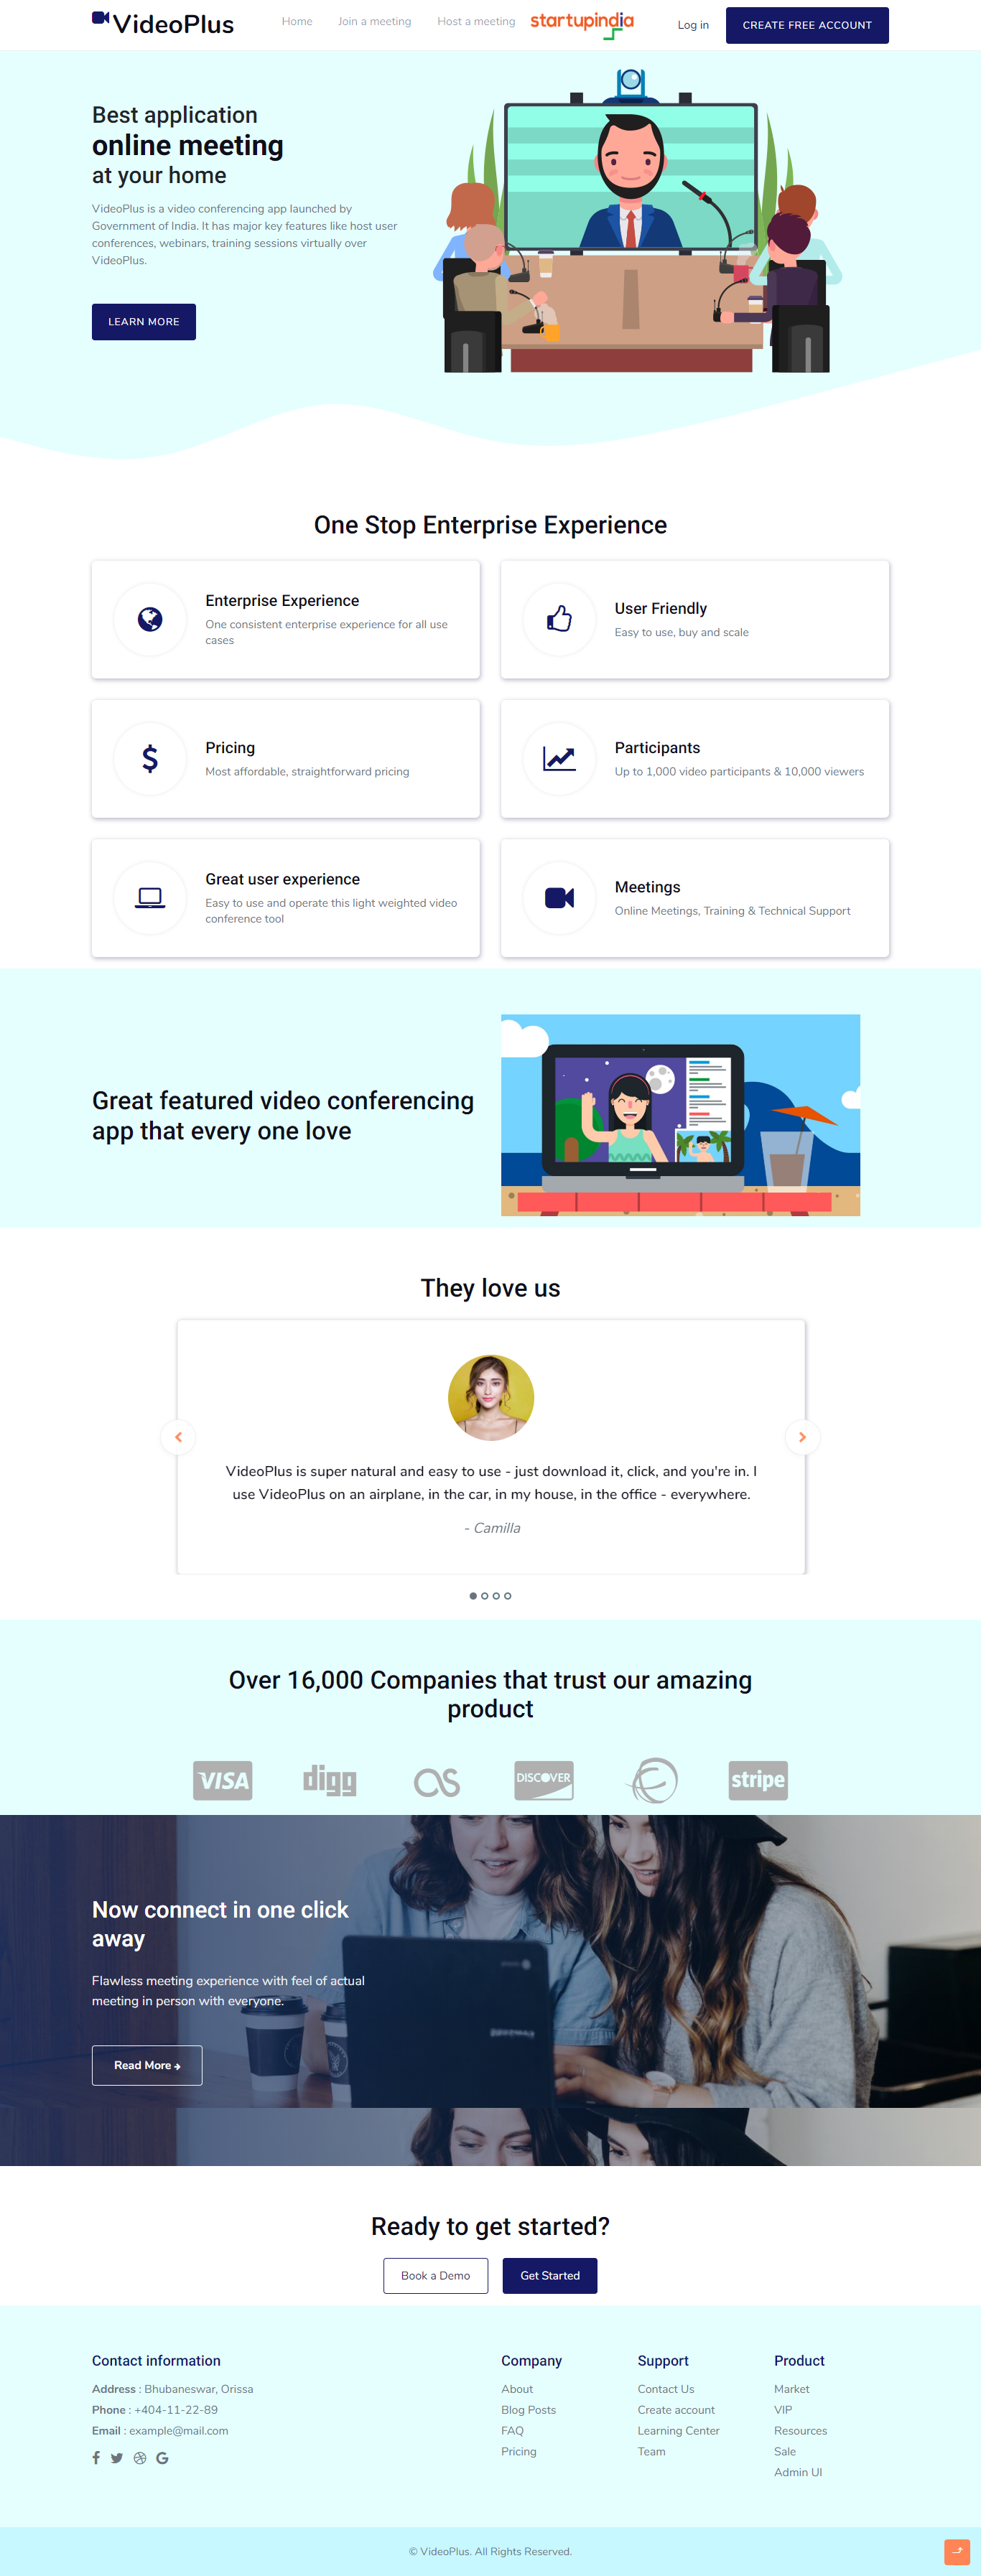 VideoPlus
Home
Join a meeting
Host a meeting
startupindia
Log in
CREATE FREE ACCOUNT
Best application
online meeting
at your home
VideoPlus is a video conferencing app launched by
Government of India. It has major key features like host user
conferences, webinars, training sessions virtually over
VideoPlus.
LEARN MORE
One Stop Enterprise Experience
Enterprise Experience
One consistent enterprise experience for all use
cases
User Friendly
Easy to use, buy and scale
Pricing
Most affordable, straightforward pricing
Participants
Up to 1,000 video participants & 10,000 viewers
Great user experience
Easy to use and operate this light weighted video
conference tool
Meetings
Online Meetings, Training & Technical Support
Great featured video conferencing
app that every one love
They love us
VideoPlus is super natural and easy to use - just download it, click, and you're in. I
use VideoPlus on an airplane, in the car, in my house, in the office - everywhere.
- Camilla
Over 16,000 Companies that trust our amazing
product
VISA
digg
DISCOVER
stripe
Now connect in one click
away
Flawless meeting experience with feel of actual
meeting in person with everyone.
Read More
Ready to get started?
Book a Demo
Get Started
Contact information
Address : Bhubaneswar, Orissa
Phone : +404-11-22-89
Email : example@mail.com
Company
About
Blog Posts
FAQ
Pricing
Support
Contact Us
Create account
Learning Center
Team
Product
Market
VIP
Resources
Sale
Admin UI
© VideoPlus. All Rights Reserved.